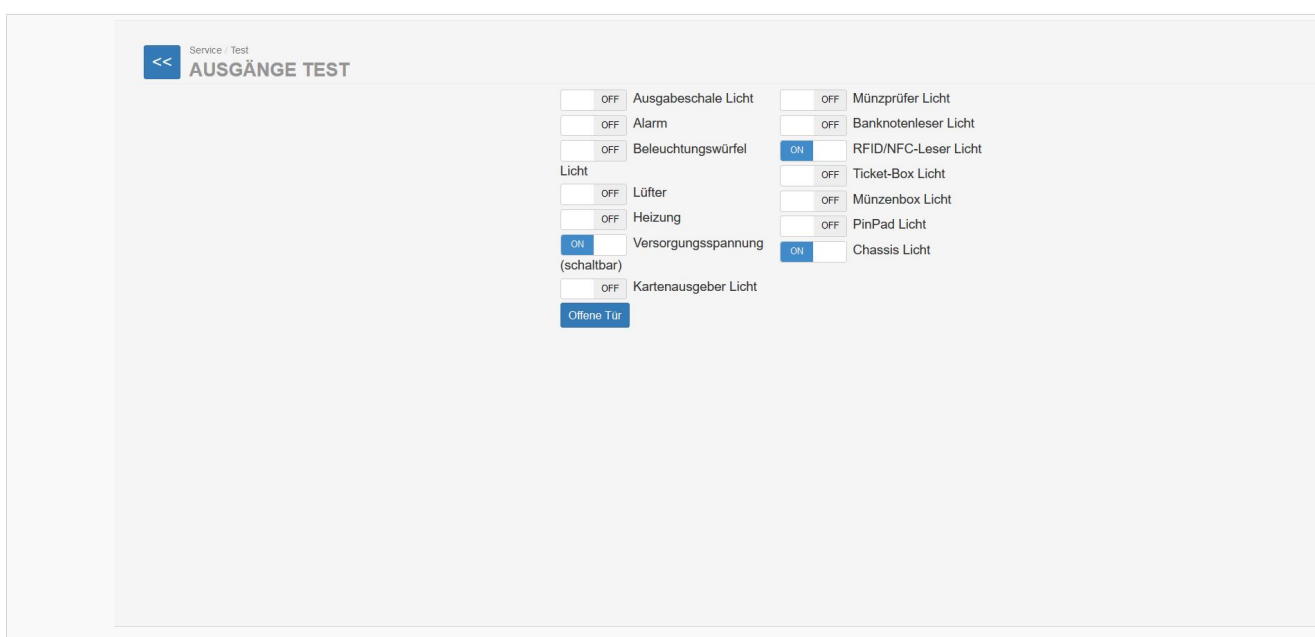 <<
Service / Test
AUSGÄNGE TEST
OFF Ausgabeschale Licht
OFF Alarm
OFF Beleuchtungswürfel
Licht
OFF Lüfter
OFF Heizung
ON Versorgungsspannung
(schaltbar)
OFF Kartenausgeber Licht
Offene Tür
OFF Münzprüfer Licht
OFF Banknotenleser Licht
ON RFID/NFC-Leser Licht
OFF Ticket-Box Licht
OFF Münzenbox Licht
OFF PinPad Licht
ON Chassis Licht